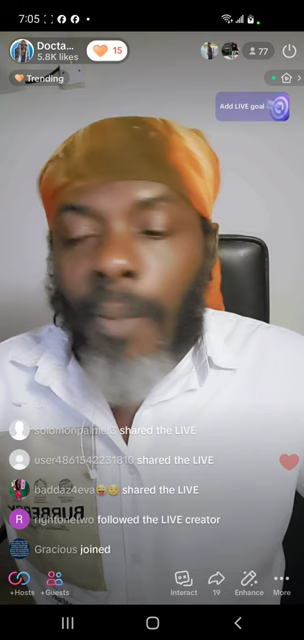 7:05
Docta...
5.8K likes
15
77
Trending
Add LIVE goal
shared the LIVE
user4861542231810 shared the LIVE
baddaz4eva😜😏 shared the LIVE
R
rightonetwo followed the LIVE creator
Gracious joined
+Hosts
+Guests
Interact
19
Enhance
More